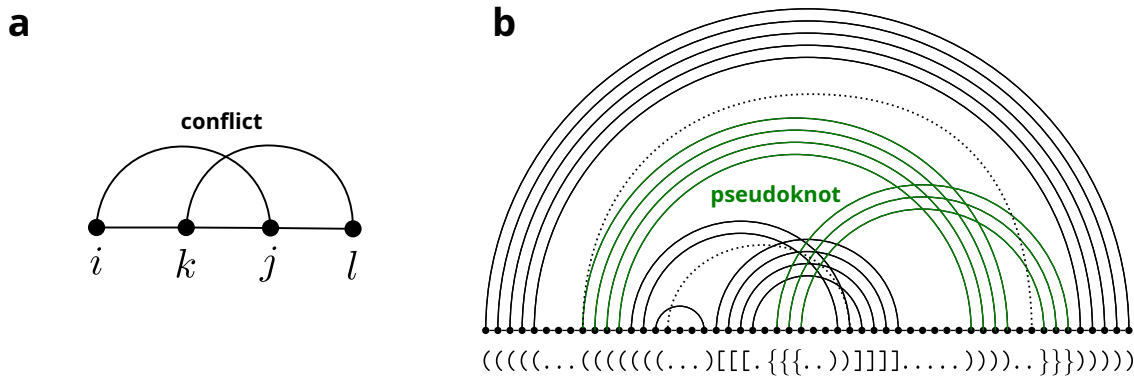 a
b
conflict
i k j l
pseudoknot
(((((...(((((((...)[[[.{{{..))]]]].....))))..}}})))))